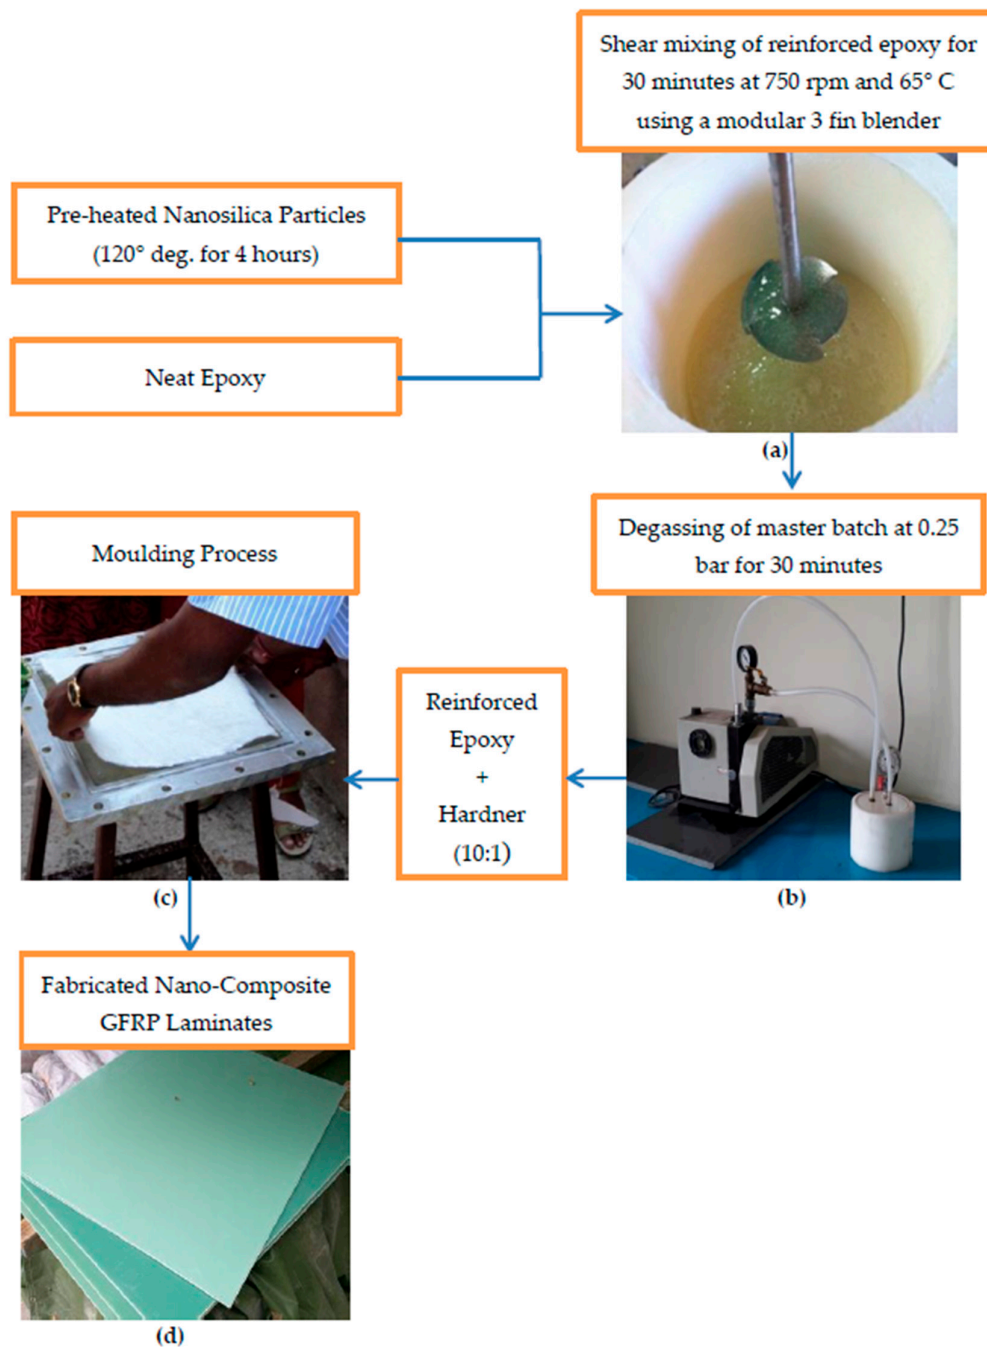 Shear mixing of reinforced epoxy for
30 minutes at 750 rpm and 65° C
using a modular 3 fin blender
Pre-heated Nanosilica Particles
(120° deg. for 4 hours)
Neat Epoxy
(a)
Degassing of master batch at 0.25
bar for 30 minutes
(b)
Reinforced
Epoxy
+
Hardner
(10:1)
Moulding Process
(c)
Fabricated Nano-Composite
GFRP Laminates
(d)